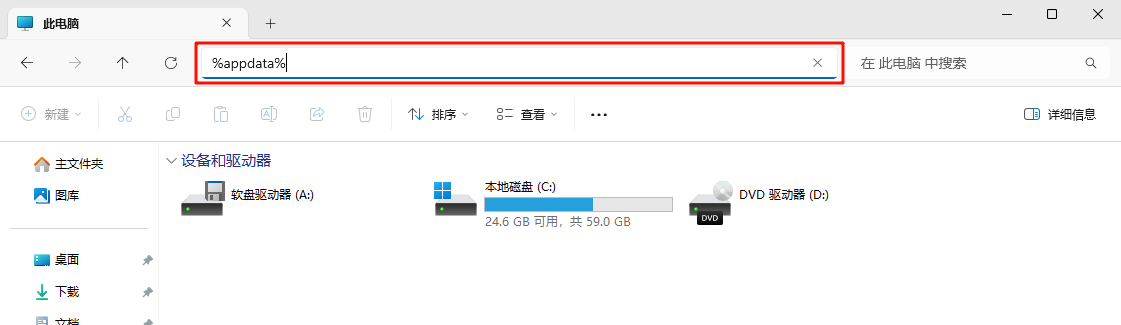 此电脑
%appdata%
在 此电脑 中搜索
新建
排序
查看
详细信息
主文件夹
图库
桌面
下载
文档
设备和驱动器
软盘驱动器 (A:)
本地磁盘 (C:)
24.6 GB 可用，共 59.0 GB
DVD 驱动器 (D:)
DVD